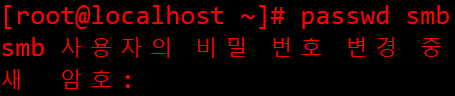 [root@localhost ~]# passwd smb
smb 사용자의 비밀 번호 변경 중
새 암호: